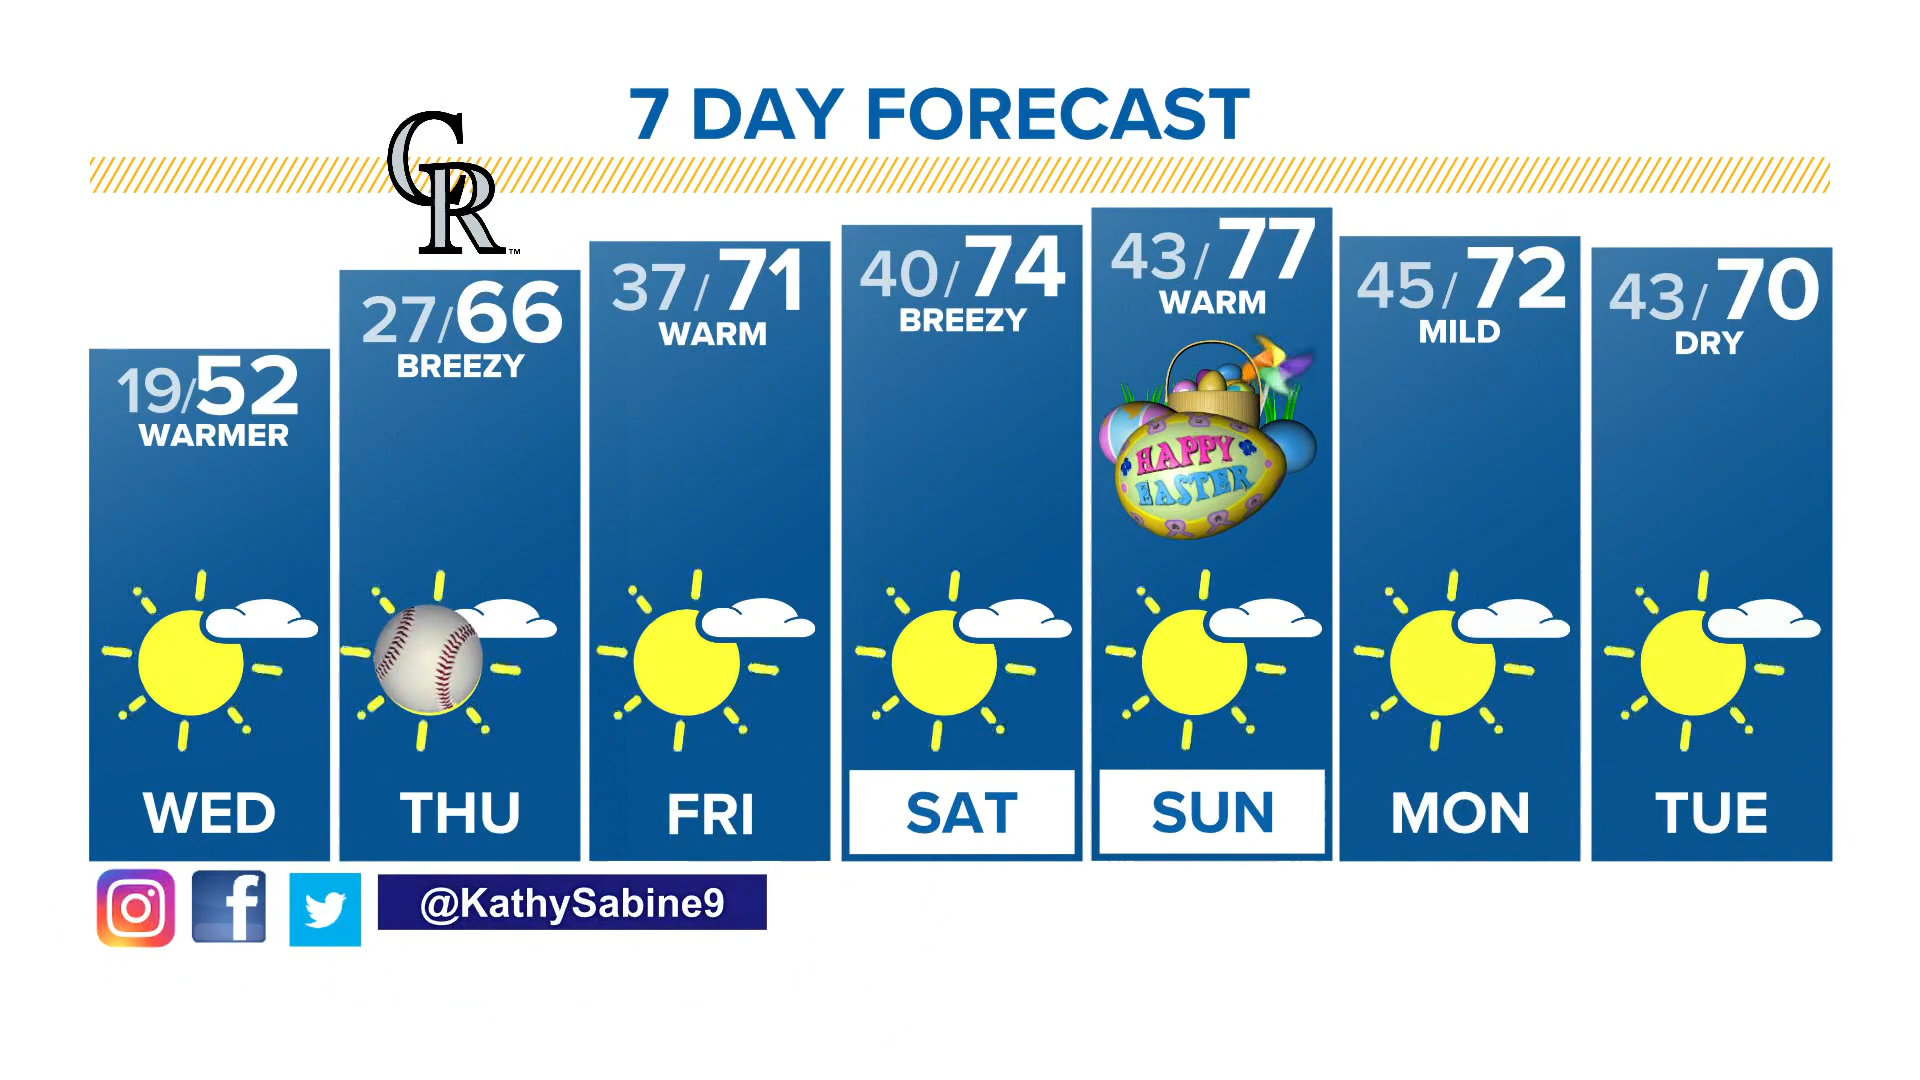 7 DAY FORECAST
CR™
19/52
WARMER
27/66
BREEZY
37/71
WARM
40/74
BREEZY
43/77
WARM
HAPPY
EASTER
45/72
MILD
43/70
DRY
WED
THU
FRI
SAT
SUN
MON
TUE
@KathySabine9